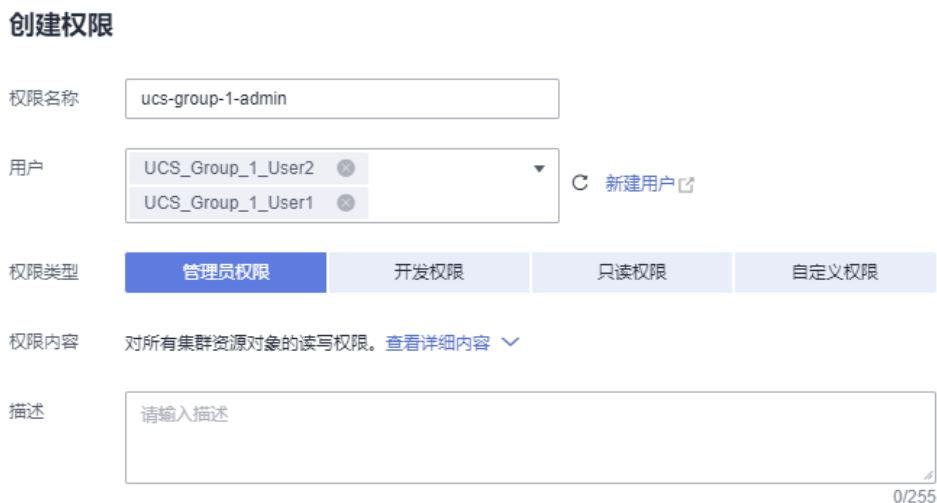 创建权限
权限名称 ucs-group-1-admin
用户 UCS_Group_1_User2
UCS_Group_1_User1
新建用户
权限类型 管理员权限 开发权限 只读权限 自定义权限
权限内容 对所有集群资源对象的读写权限。查看详细内容
描述 请输入描述
0/255